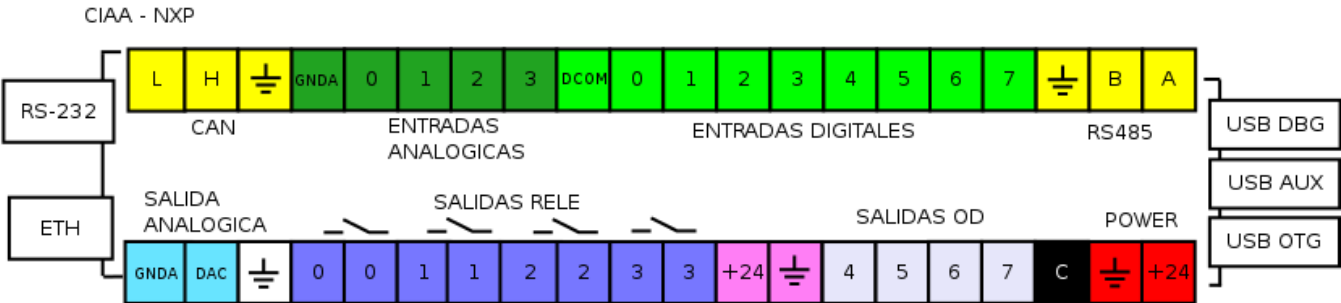 CIAA - NXP
L H GNDA 0 1 2 3 DCOM 0 1 2 3 4 5 6 7 B A
RS-232
CAN
ENTRADAS
ANALOGICAS
ENTRADAS DIGITALES
RS485
USB DBG
USB AUX
USB OTG
ETH
SALIDA
ANALOGICA
SALIDAS RELE
SALIDAS OD
POWER
GNDA DAC 0 0 1 1 2 2 3 3 +24 4 5 6 7 C +24